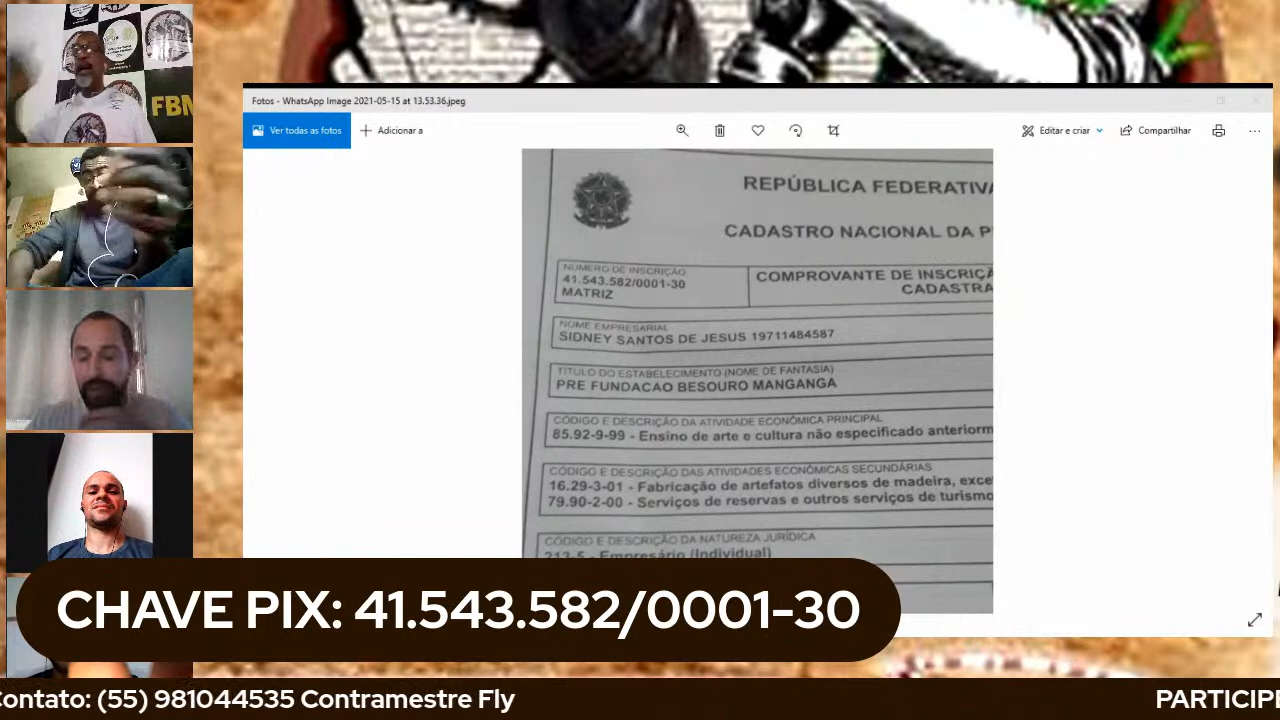 FBM
Fotos - WhatsApp Image 2021-05-15 at 13.53.36.jpeg
Ver todas as fotos
Adicionar a
Editar e criar
Compartilhar
REPÚBLICA FEDERATIVA
CADASTRO NACIONAL DA P
NÚMERO DE INSCRIÇÃO
41.543.582/0001-30
MATRIZ
COMPROVANTE DE INSCRIÇÃ
CADASTRA
NOME EMPRESARIAL
SIDNEY SANTOS DE JESUS 19711484587
TÍTULO DO ESTABELECIMENTO (NOME DE FANTASIA)
PRE FUNDACAO BESOURO MANGANGA
CÓDIGO E DESCRIÇÃO DA ATIVIDADE ECONÔMICA PRINCIPAL
85.92-9-99 - Ensino de arte e cultura não especificado anteriorm
CÓDIGO E DESCRIÇÃO DAS ATIVIDADES ECONÔMICAS SECUNDÁRIAS
16.29-3-01 - Fabricação de artefatos diversos de madeira, exce
79.90-2-00 - Serviços de reservas e outros serviços de turismo
CÓDIGO E DESCRIÇÃO DA NATUREZA JURÍDICA
213-5 - Empresário (Individual)
CHAVE PIX: 41.543.582/0001-30
Contato: (55) 981044535 Contramestre Fly
PARTICIPE